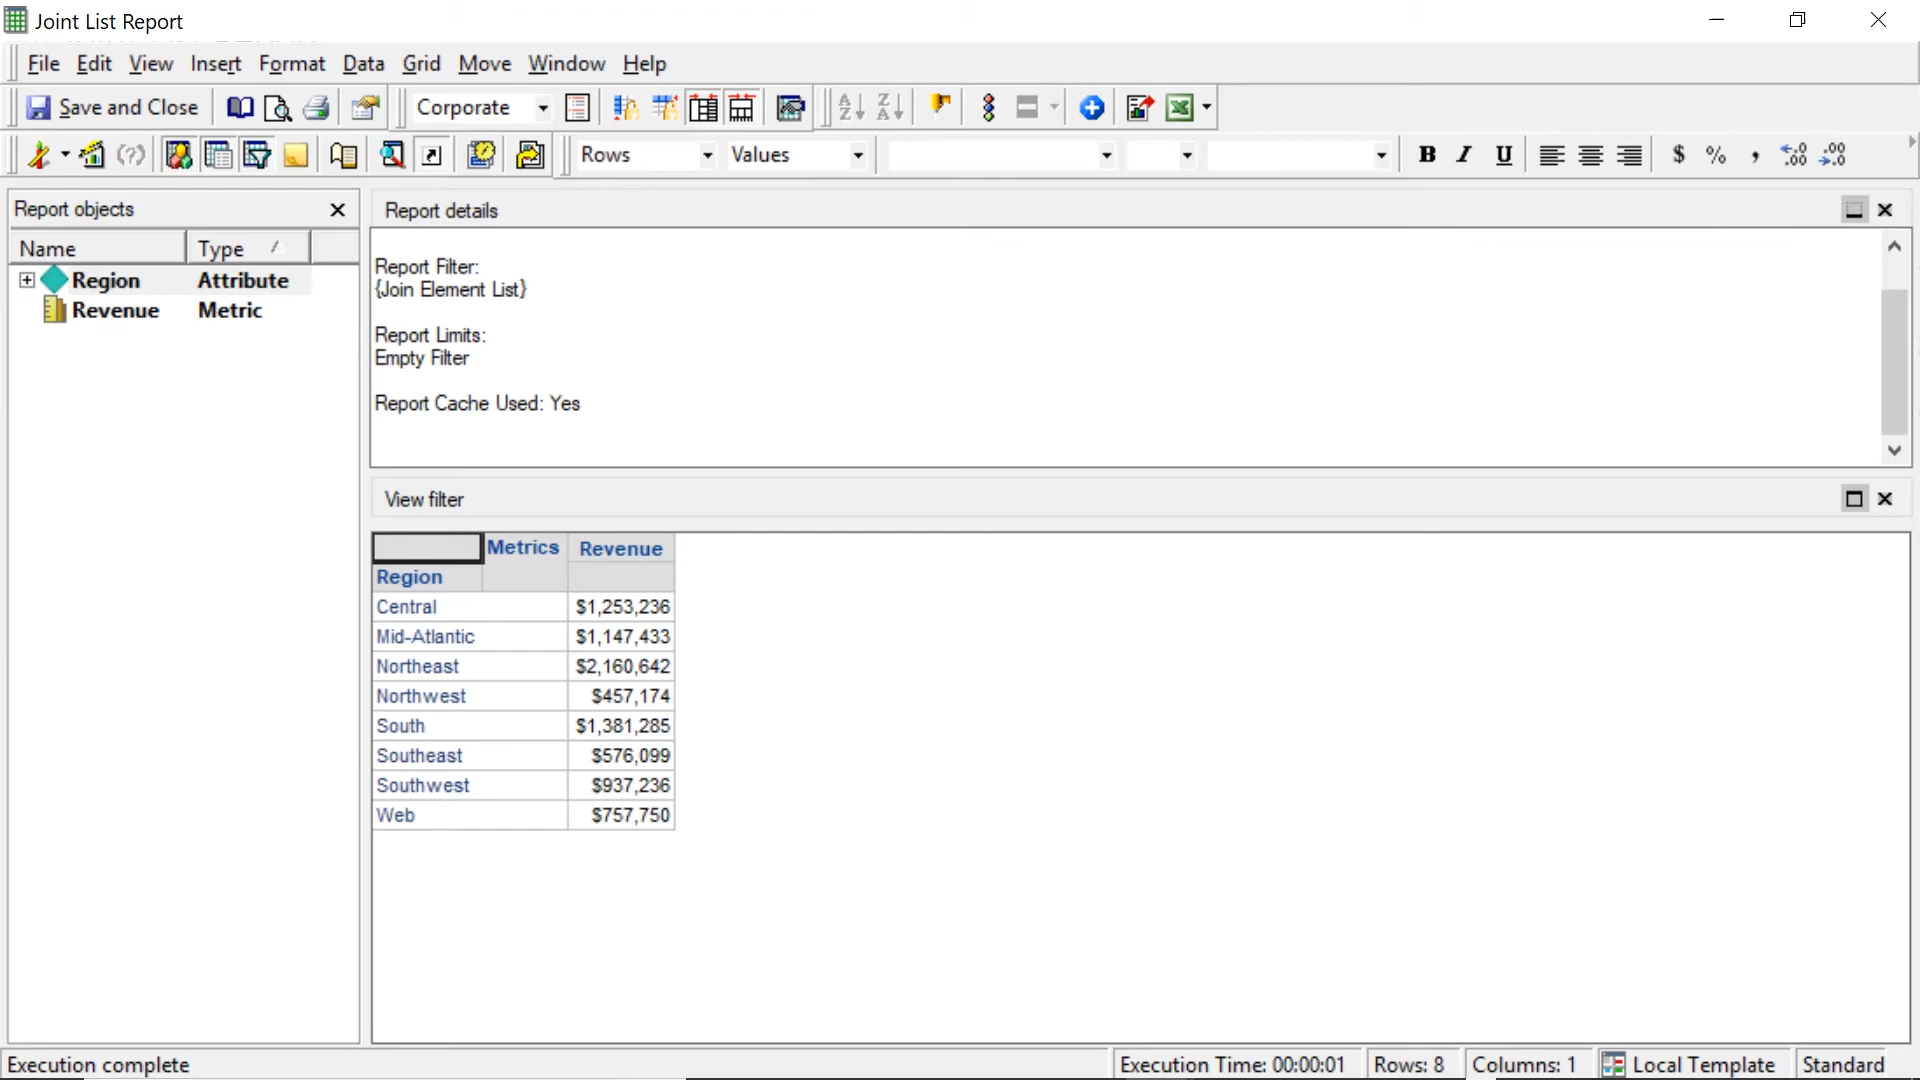 Joint List Report
File Edit View Insert Format Data Grid Move Window Help
Save and Close Corporate
Rows Values B I U $ % ,
Report objects
Name Type
Region Attribute
Revenue Metric
Report details
Report Filter:
{Join Element List}
Report Limits:
Empty Filter
Report Cache Used: Yes
View filter
Metrics Revenue
Region
Central $1,253,236
Mid-Atlantic $1,147,433
Northeast $2,160,642
Northwest $457,174
South $1,381,285
Southeast $576,099
Southwest $937,236
Web $757,750
Execution complete Execution Time: 00:00:01 Rows: 8 Columns: 1 Local Template Standard